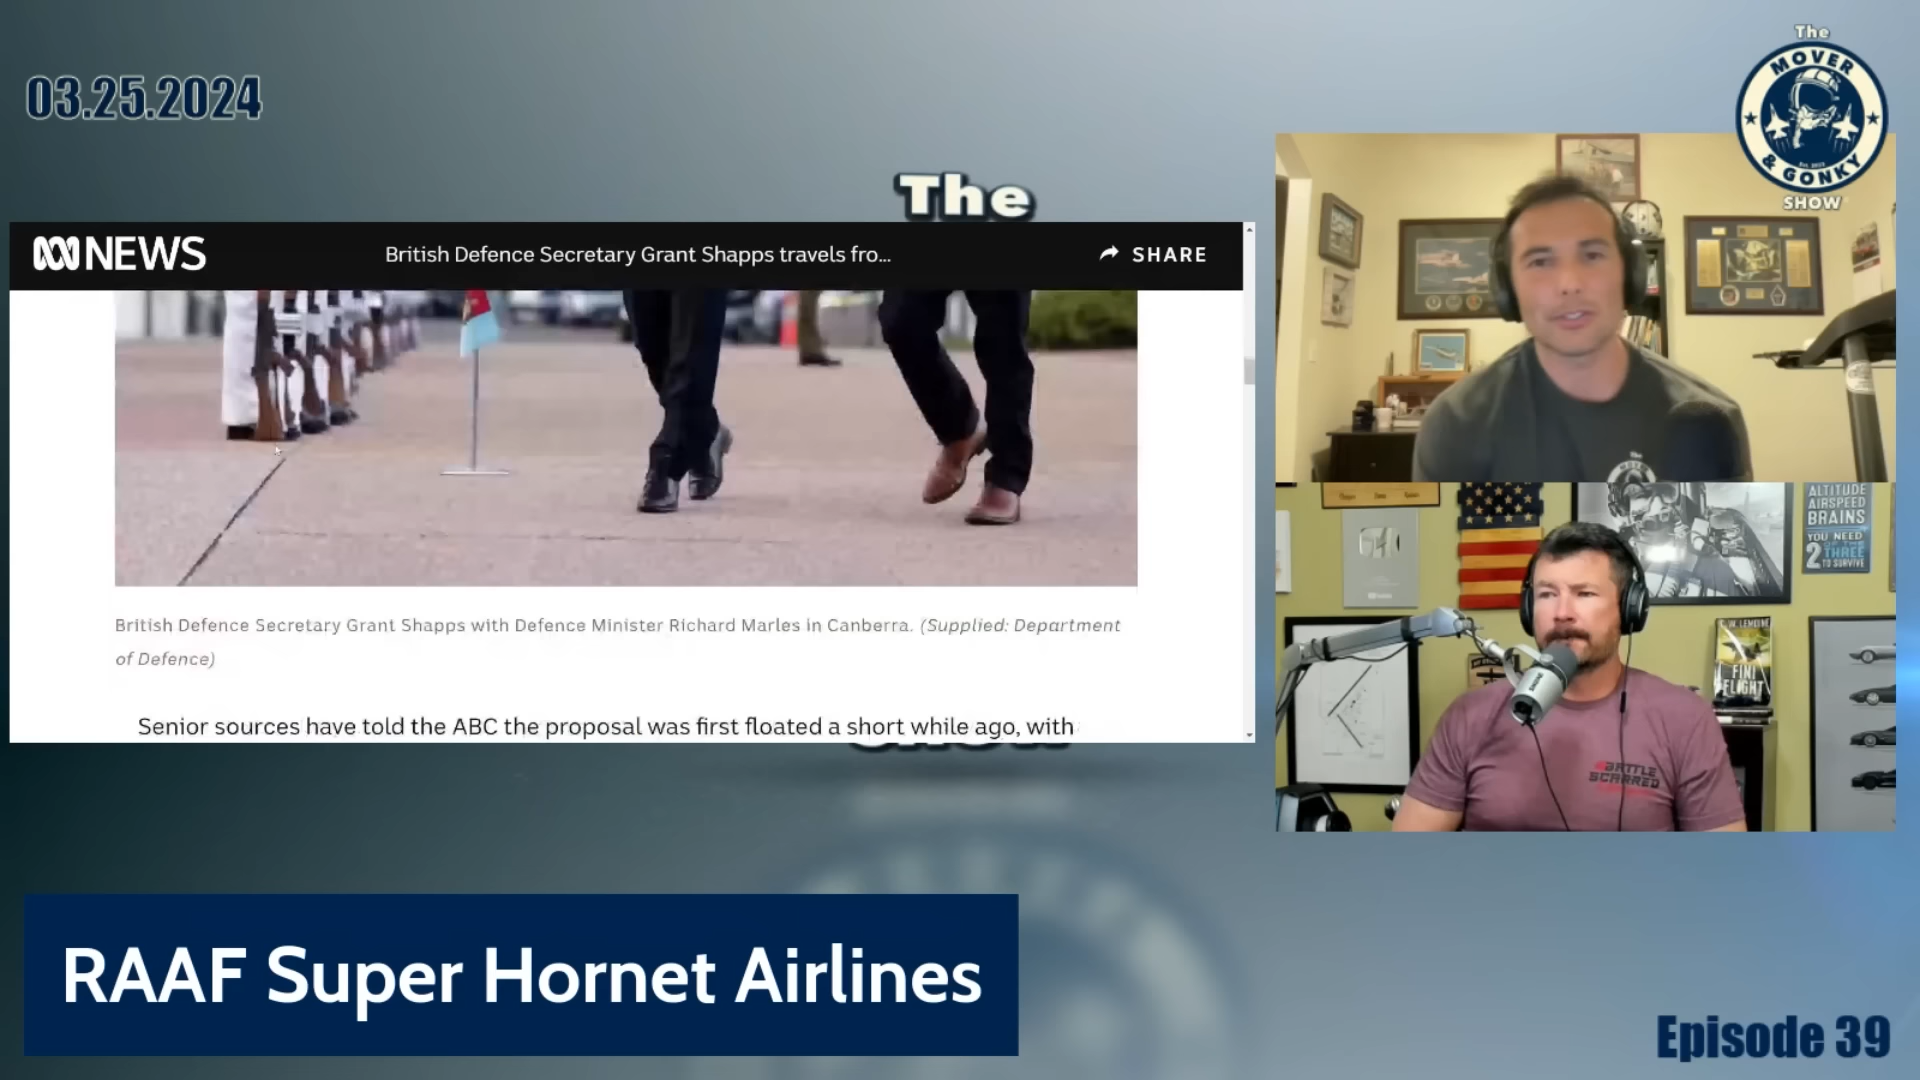 03.25.2024
The
MOVER
& GONKY
SHOW
The
NEWS
British Defence Secretary Grant Shapps travels fro...
SHARE
British Defence Secretary Grant Shapps with Defence Minister Richard Marles in Canberra. (Supplied: Department
of Defence)
Senior sources have told the ABC the proposal was first floated a short while ago, with
ALTITUDE
AIRSPEED
BRAINS
YOU NEED
2 OF THE
THREE
TO SURVIVE
C.W. LEMOINE
FINI
FLIGHT
BATTLE
SCARRED
RAAF Super Hornet Airlines
Episode 39